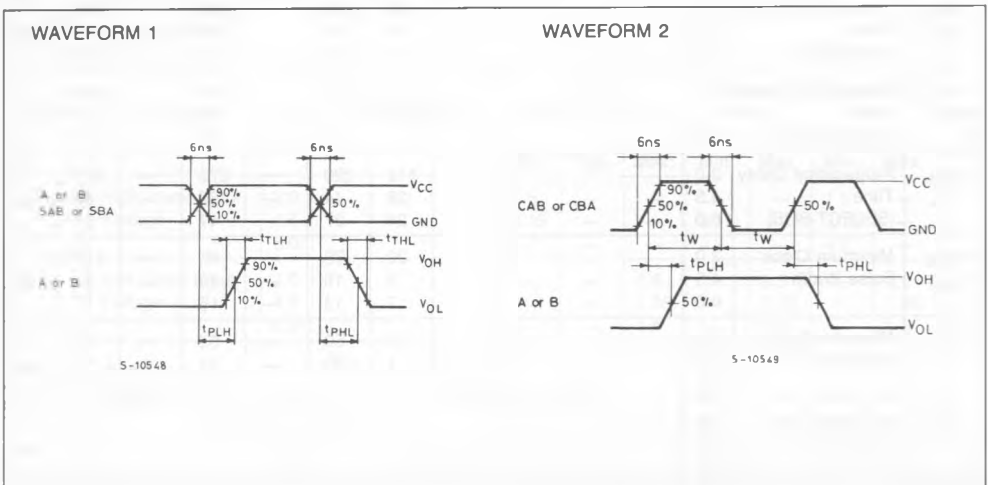 WAVEFORM 1
6ns
6ns
A or B
SAB or SBA
90%
50%
10%
50%
VCC
GND
tTLH
tTHL
A or B
90%
50%
10%
VOH
VOL
tPLH
tPHL
S-10548
WAVEFORM 2
6ns
6ns
CAB or CBA
90%
50%
10%
50%
VCC
GND
tW
tW
tPLH
tPHL
A or B
50%
VOH
VOL
S-10549